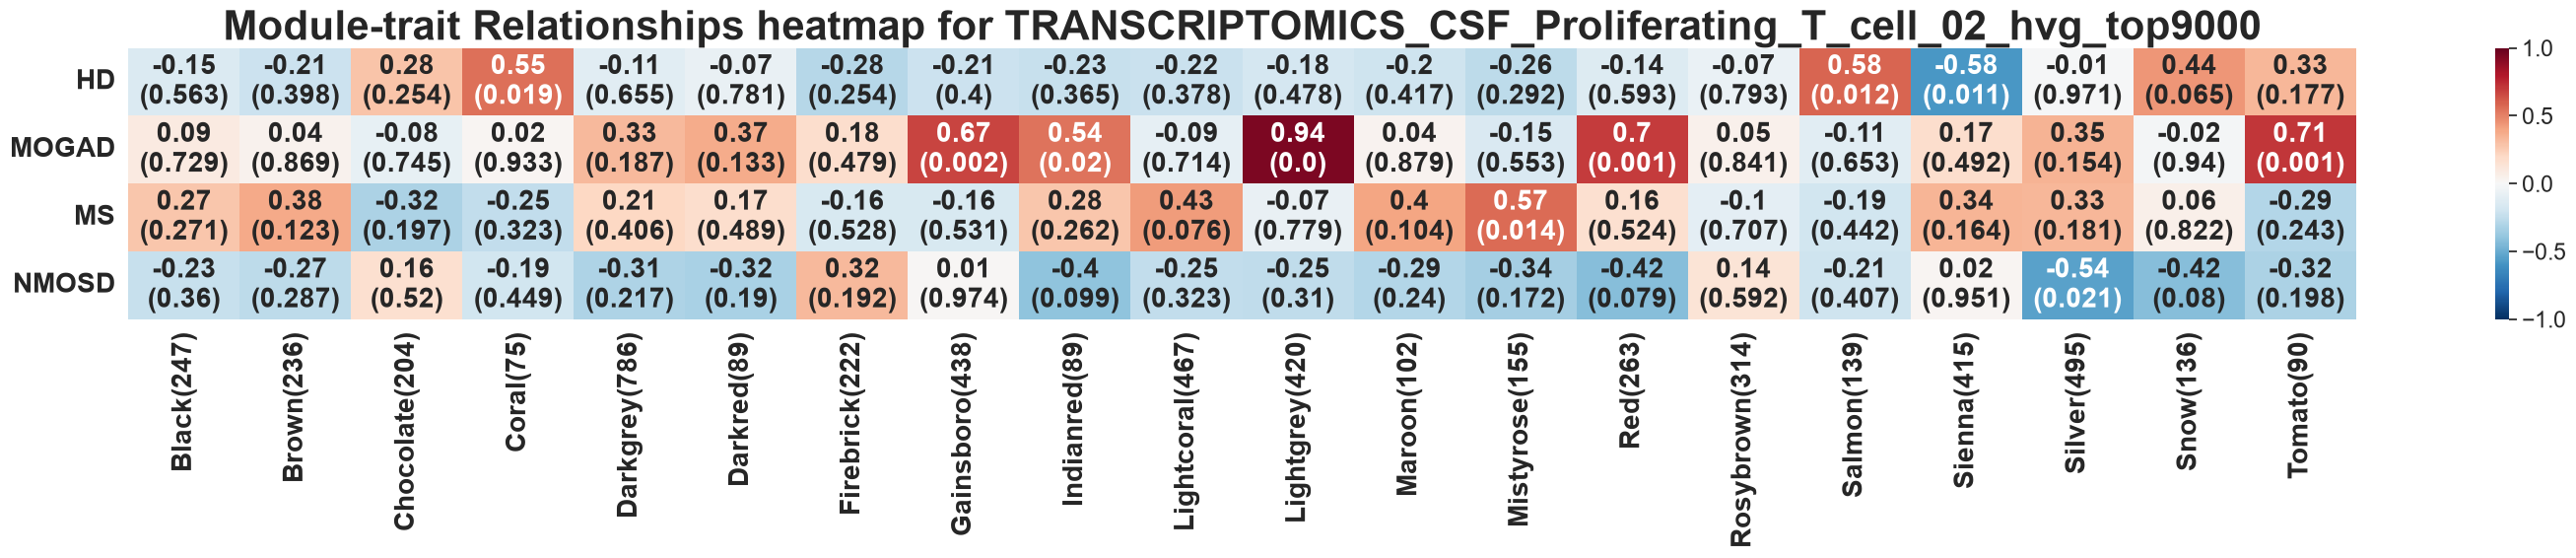 Module-trait Relationships heatmap for TRANSCRIPTOMICS_CSF_Proliferating_T_cell_02_hvg_top9000
HD -0.15 -0.21 0.28 0.55 -0.11 -0.07 -0.28 -0.21 -0.23 -0.22 -0.18 -0.2 -0.26 -0.14 -0.07 0.58 -0.58 -0.01 0.44 0.33
(0.563) (0.398) (0.254) (0.019) (0.655) (0.781) (0.254) (0.4) (0.365) (0.378) (0.478) (0.417) (0.292) (0.593) (0.793) (0.012) (0.011) (0.971) (0.065) (0.177)
MOGAD 0.09 0.04 -0.08 0.02 0.33 0.37 0.18 0.67 0.54 -0.09 0.94 0.04 -0.15 0.7 0.05 -0.11 0.17 0.35 -0.02 0.71
(0.729) (0.869) (0.745) (0.933) (0.187) (0.133) (0.479) (0.002) (0.02) (0.714) (0.0) (0.879) (0.553) (0.001) (0.841) (0.653) (0.492) (0.154) (0.94) (0.001)
MS 0.27 0.38 -0.32 -0.25 0.21 0.17 -0.16 -0.16 0.28 0.43 -0.07 0.4 0.57 0.16 -0.1 -0.19 0.34 0.33 0.06 -0.29
(0.271) (0.123) (0.197) (0.323) (0.406) (0.489) (0.528) (0.531) (0.262) (0.076) (0.779) (0.104) (0.014) (0.524) (0.707) (0.442) (0.164) (0.181) (0.822) (0.243)
NMOSD -0.23 -0.27 0.16 -0.19 -0.31 -0.32 0.32 0.01 -0.4 -0.25 -0.25 -0.29 -0.34 -0.42 0.14 -0.21 0.02 -0.54 -0.42 -0.32
(0.36) (0.287) (0.52) (0.449) (0.217) (0.19) (0.192) (0.974) (0.099) (0.323) (0.31) (0.24) (0.172) (0.079) (0.592) (0.407) (0.951) (0.021) (0.08) (0.198)
Black(247)
Brown(236)
Chocolate(204)
Coral(75)
Darkgrey(786)
Darkred(89)
Firebrick(222)
Gainsboro(438)
Indianred(89)
Lightcoral(467)
Lightgrey(420)
Maroon(102)
Mistyrose(155)
Red(263)
Rosybrown(314)
Salmon(139)
Sienna(415)
Silver(495)
Snow(136)
Tomato(90)
1.0
0.5
0.0
−0.5
−1.0